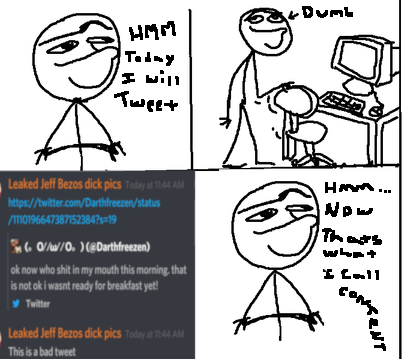 HMM
Today
I will
Tweet
Dumb
Leaked Jeff Bezos dick pics Today at 11:44 AM
https://twitter.com/Darthfreezen/status
/1110196647387152384?s=19
(｡ O//ω//O｡ ) (@Darthfreezen)
ok now who shit in my mouth this morning. that
is not ok i wasnt ready for breakfast yet!
Twitter
Leaked Jeff Bezos dick pics Today at 11:44 AM
This is a bad tweet
Hmm...
Now
Thats
what
I call
CONTENT